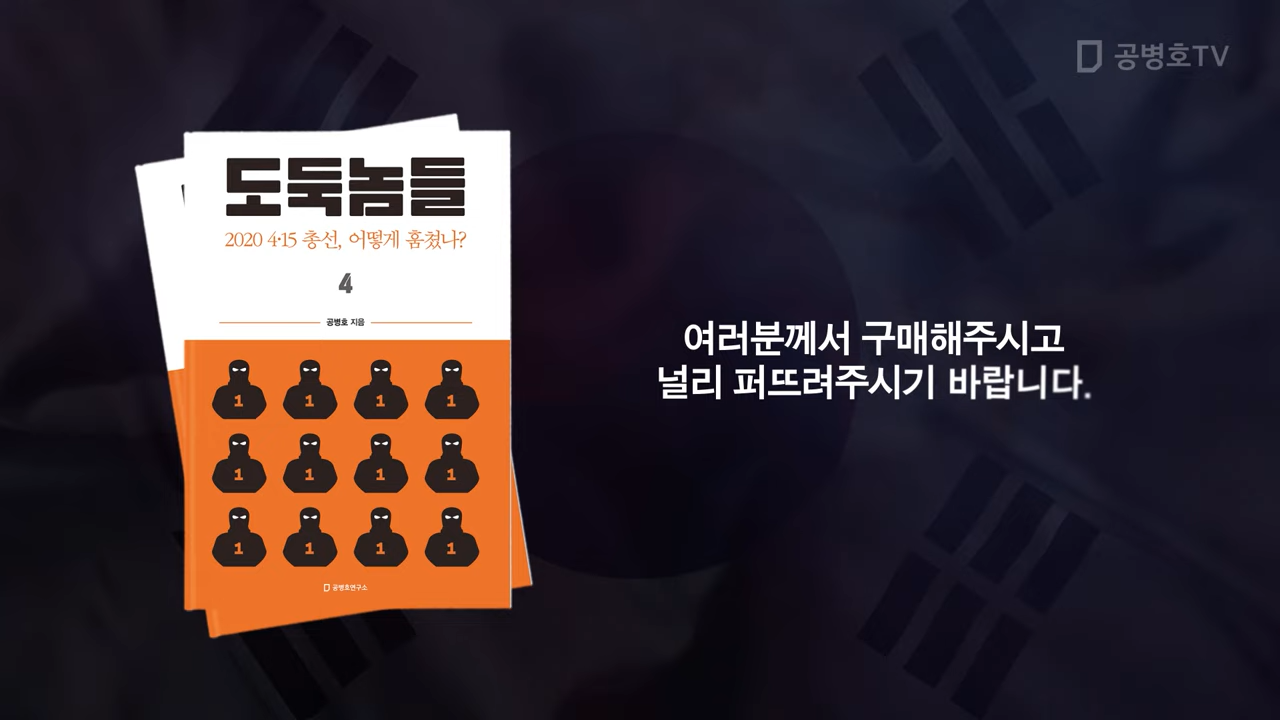 공병호TV
도둑놈들
2020 4·15 총선, 어떻게 훔쳤나?
4
공병호 지음
1 1 1 1
1 1 1 1
1 1 1 1
공병호연구소
여러분께서 구매해주시고
널리 퍼뜨려주시기 바랍니다.